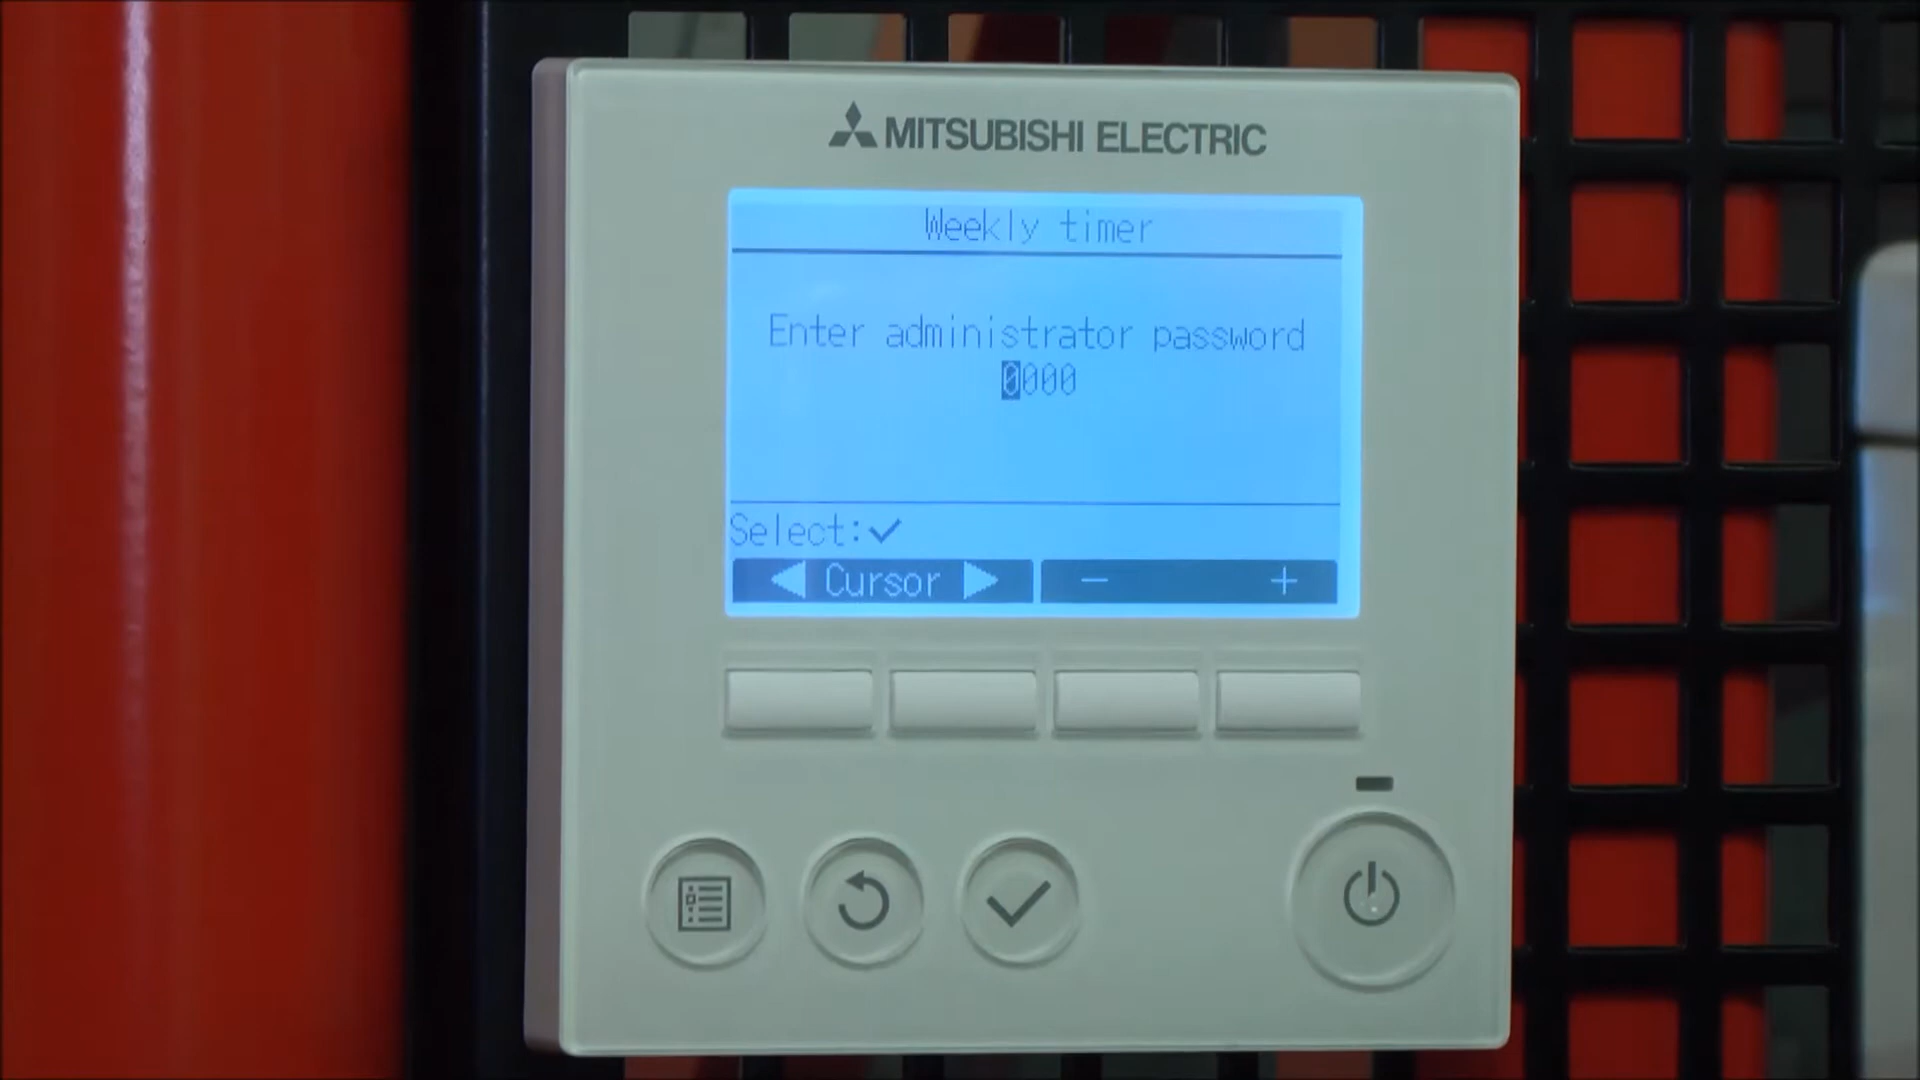 MITSUBISHI ELECTRIC
Weekly timer
Enter administrator password
0000
Select:✓
◀ Cursor ▶ − +